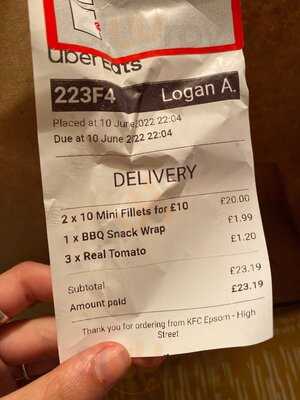 Uber Eats
223F4 Logan A.
Placed at 10 June 2022 22:04
Due at 10 June 2022 22:04
DELIVERY
2 x 10 Mini Fillets for £10 £20.00
1 x BBQ Snack Wrap £1.99
3 x Real Tomato £1.20
Subtotal £23.19
Amount paid £23.19
Thank you for ordering from KFC Epsom - High
Street